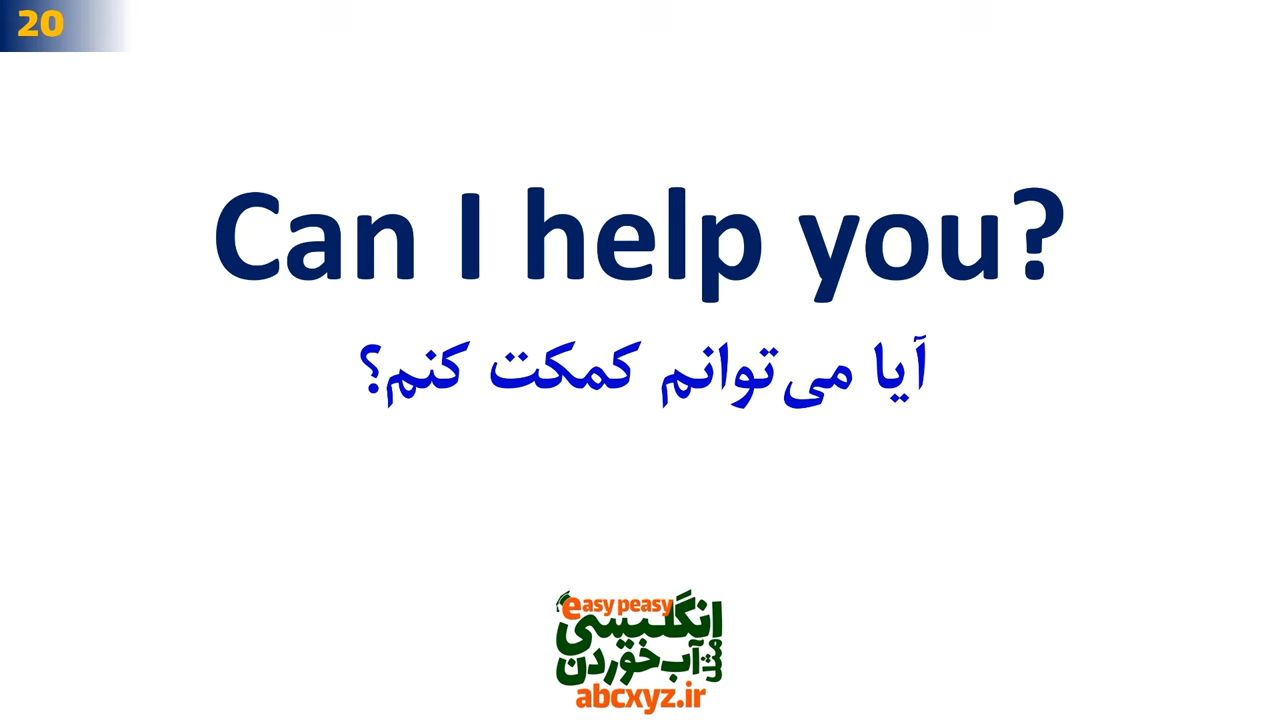 20
Can I help you?
آیا می‌توانم کمکت کنم؟
easy peasy
انگلیسی
مثل آب خوردن
abcxyz.ir